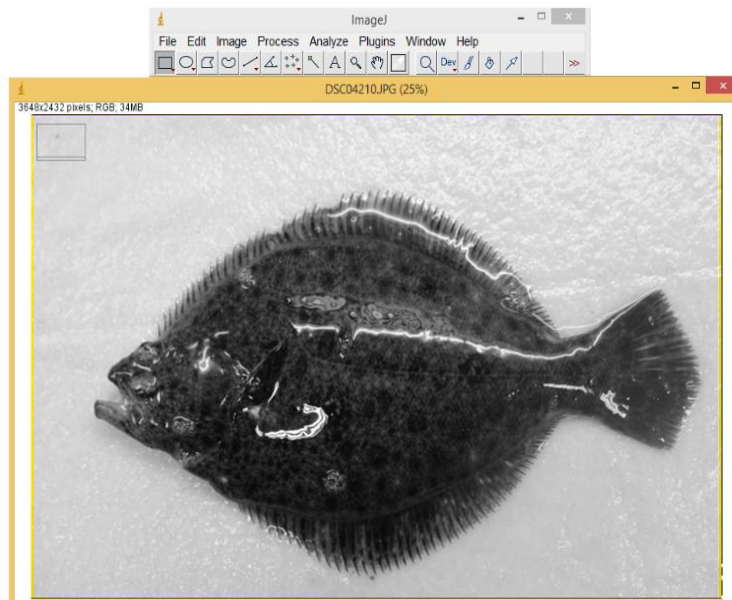 ImageJ
File Edit Image Process Analyze Plugins Window Help
Dev
DSC04210.JPG (25%)
3648x2432 pixels; RGB; 34MB